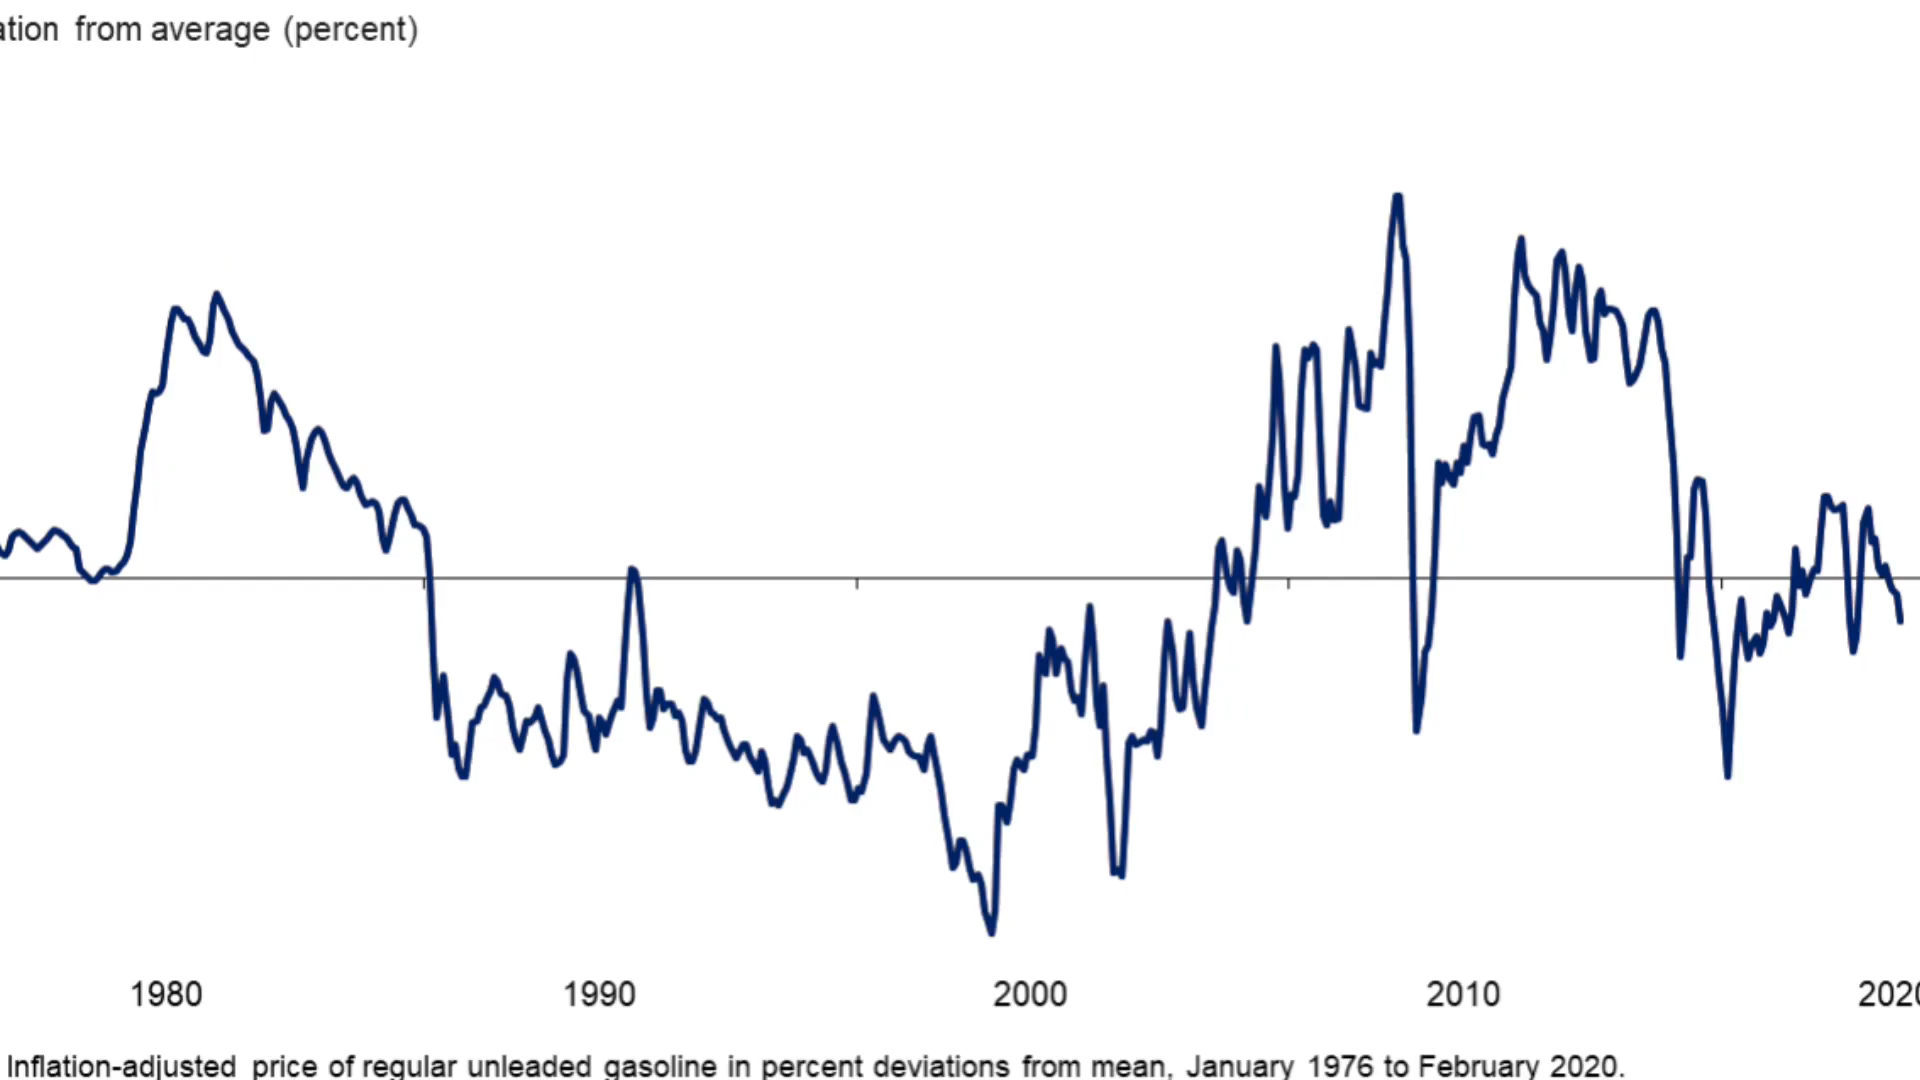 ation from average (percent)
1980 1990 2000 2010 2020
Inflation-adjusted price of regular unleaded gasoline in percent deviations from mean, January 1976 to February 2020.